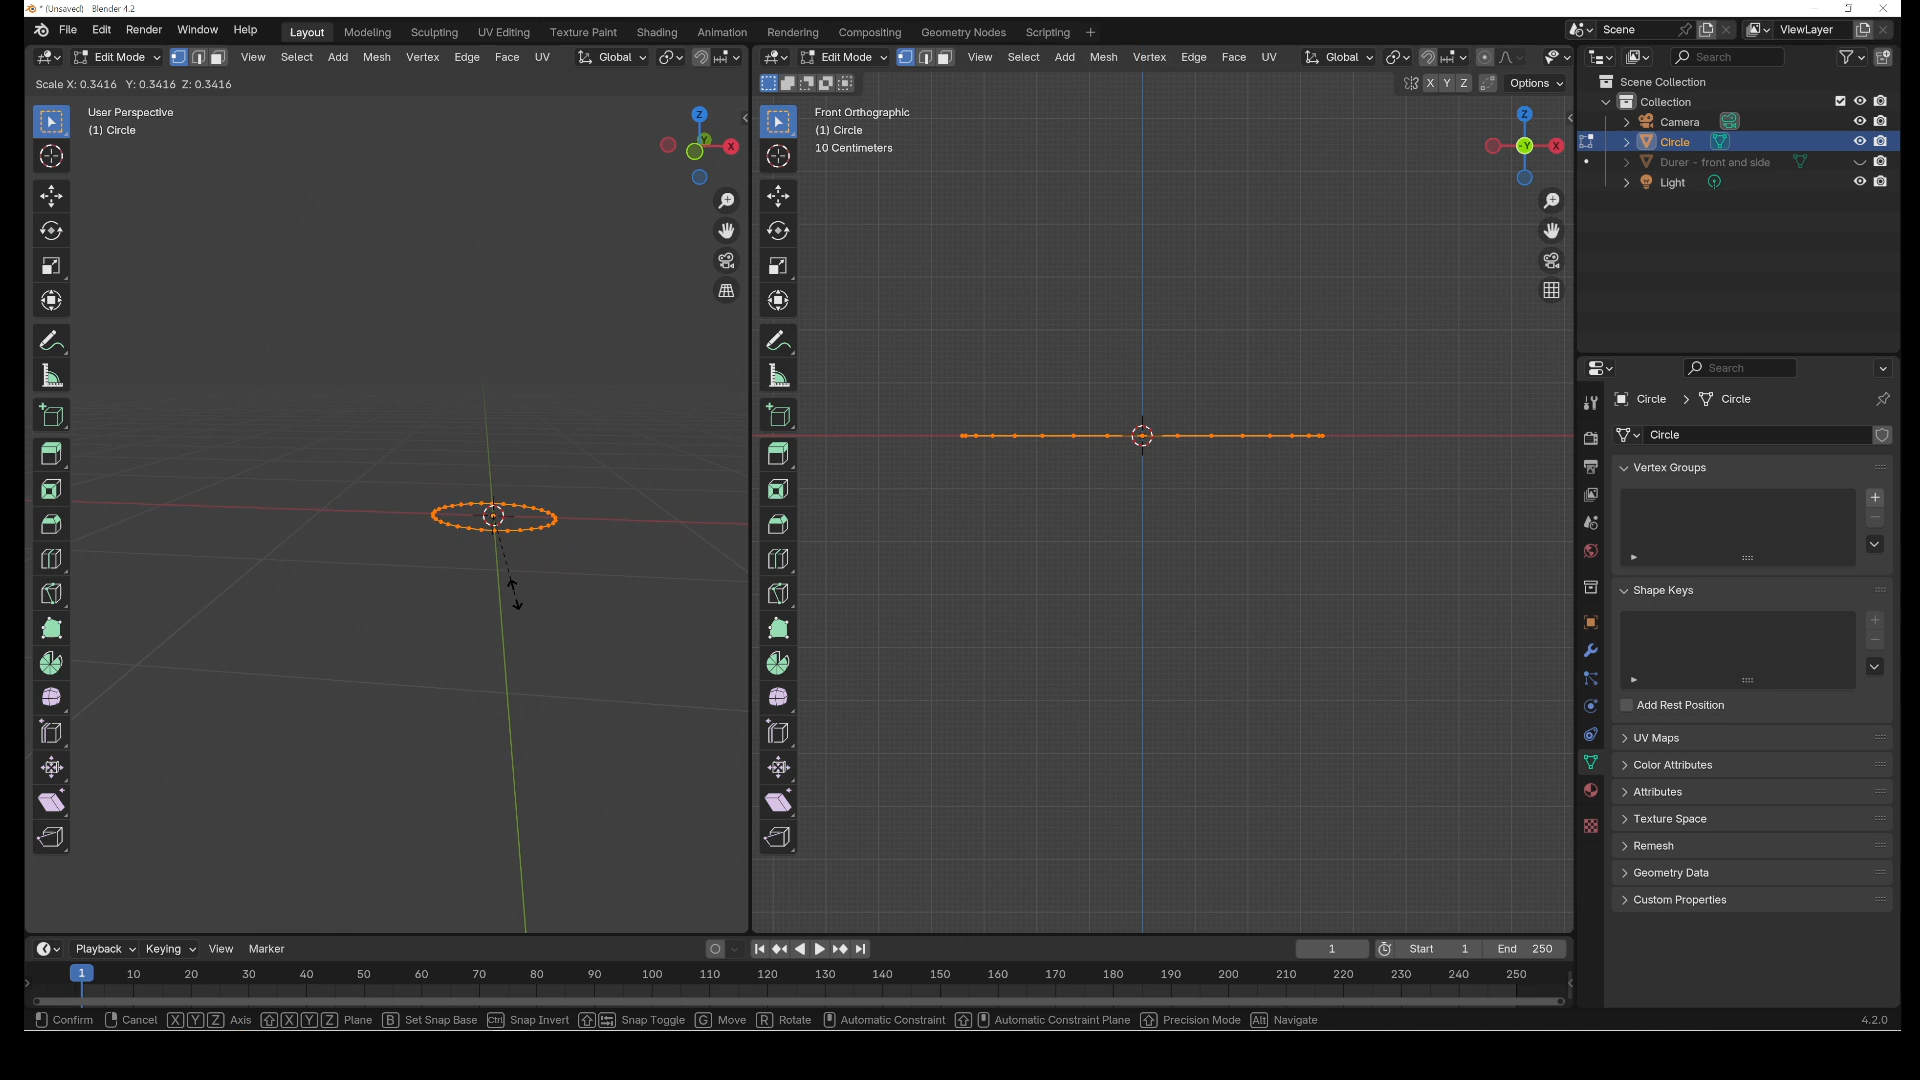 * (Unsaved) - Blender 4.2
File Edit Render Window Help
Layout Modeling Sculpting UV Editing Texture Paint Shading Animation Rendering Compositing Geometry Nodes Scripting +
Scene
ViewLayer
Edit Mode View Select Add Mesh Vertex Edge Face UV Global
Edit Mode View Select Add Mesh Vertex Edge Face UV Global
Search
Scale X: 0.3416 Y: 0.3416 Z: 0.3416
X Y Z Options
User Perspective
(1) Circle
Z
Y
X
Front Orthographic
(1) Circle
10 Centimeters
Z
-Y
X
Scene Collection
Collection
Camera
Circle
Durer - front and side
Light
Search
Circle > Circle
Circle
Vertex Groups
Shape Keys
Add Rest Position
UV Maps
Color Attributes
Attributes
Texture Space
Remesh
Geometry Data
Custom Properties
Playback Keying View Marker
1 Start 1 End 250
1 10 20 30 40 50 60 70 80 90 100 110 120 130 140 150 160 170 180 190 200 210 220 230 240 250
Confirm Cancel X Y Z Axis X Y Z Plane B Set Snap Base Ctrl Snap Invert Snap Toggle G Move R Rotate Automatic Constraint Automatic Constraint Plane Precision Mode Alt Navigate
4.2.0